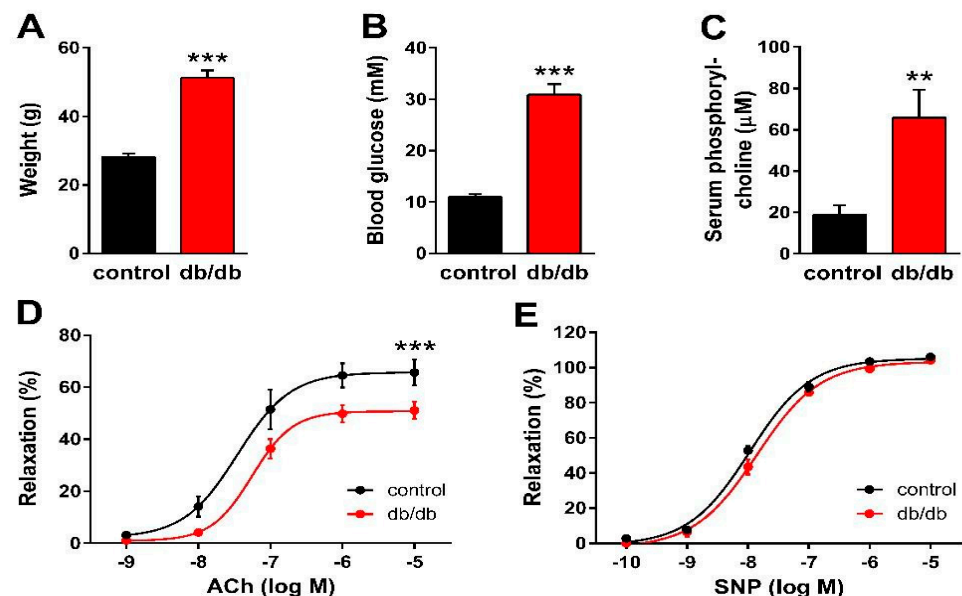 A
Weight (g)
60
40
20
0
***
control db/db
B
Blood glucose (mM)
40
30
20
10
0
***
control db/db
C
Serum phosphoryl-
choline (μM)
100
80
60
40
20
0
**
control db/db
D
Relaxation (%)
80
60
40
20
0
***
control
db/db
-9 -8 -7 -6 -5
ACh (log M)
E
Relaxation (%)
120
100
80
60
40
20
0
control
db/db
-10 -9 -8 -7 -6 -5
SNP (log M)